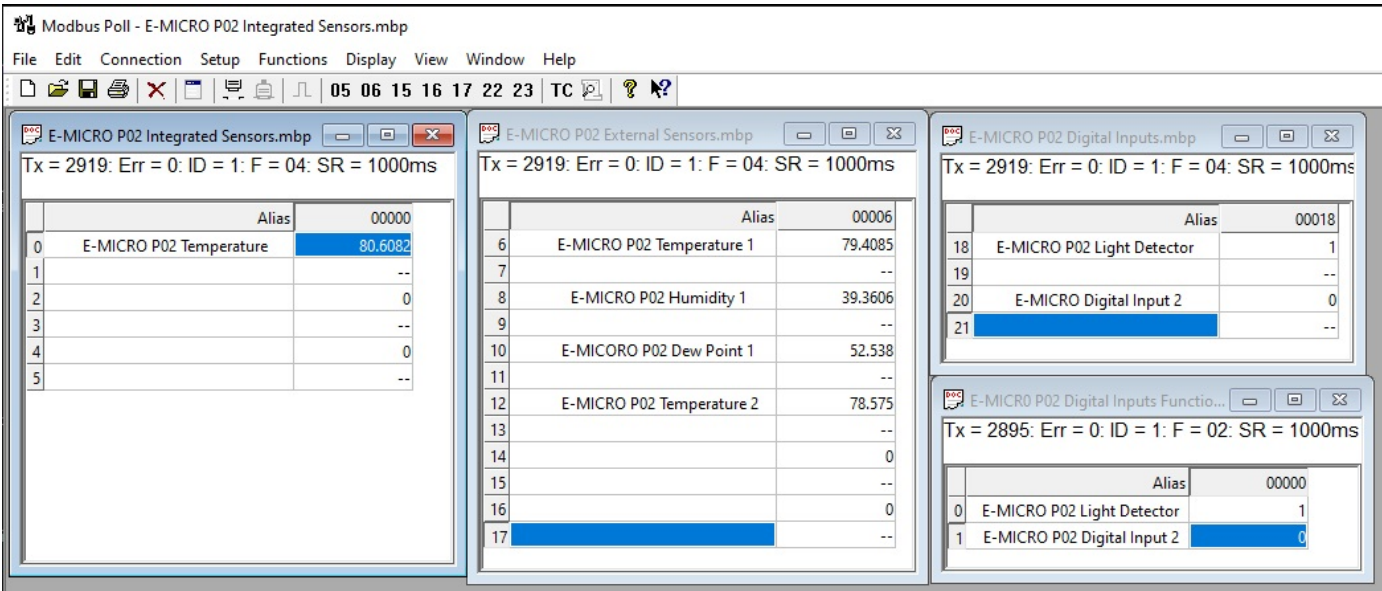 Modbus Poll - E-MICRO P02 Integrated Sensors.mbp
File Edit Connection Setup Functions Display View Window Help
05 06 15 16 17 22 23 TC
E-MICRO P02 Integrated Sensors.mbp
Tx = 2919: Err = 0: ID = 1: F = 04: SR = 1000ms
Alias 00000
0 E-MICRO P02 Temperature 80.6082
1 --
2 0
3 --
4 0
5 --
E-MICRO P02 External Sensors.mbp
Tx = 2919: Err = 0: ID = 1: F = 04: SR = 1000ms
Alias 00006
6 E-MICRO P02 Temperature 1 79.4085
7 --
8 E-MICRO P02 Humidity 1 39.3606
9 --
10 E-MICORO P02 Dew Point 1 52.538
11 --
12 E-MICRO P02 Temperature 2 78.575
13 --
14 0
15 --
16 0
17 --
E-MICRO P02 Digital Inputs.mbp
Tx = 2919: Err = 0: ID = 1: F = 04: SR = 1000ms
Alias 00018
18 E-MICRO P02 Light Detector 1
19 --
20 E-MICRO Digital Input 2 0
21 --
E-MICR0 P02 Digital Inputs Functio...
Tx = 2895: Err = 0: ID = 1: F = 02: SR = 1000ms
Alias 00000
0 E-MICRO P02 Light Detector 1
1 E-MICRO P02 Digital Input 2 0